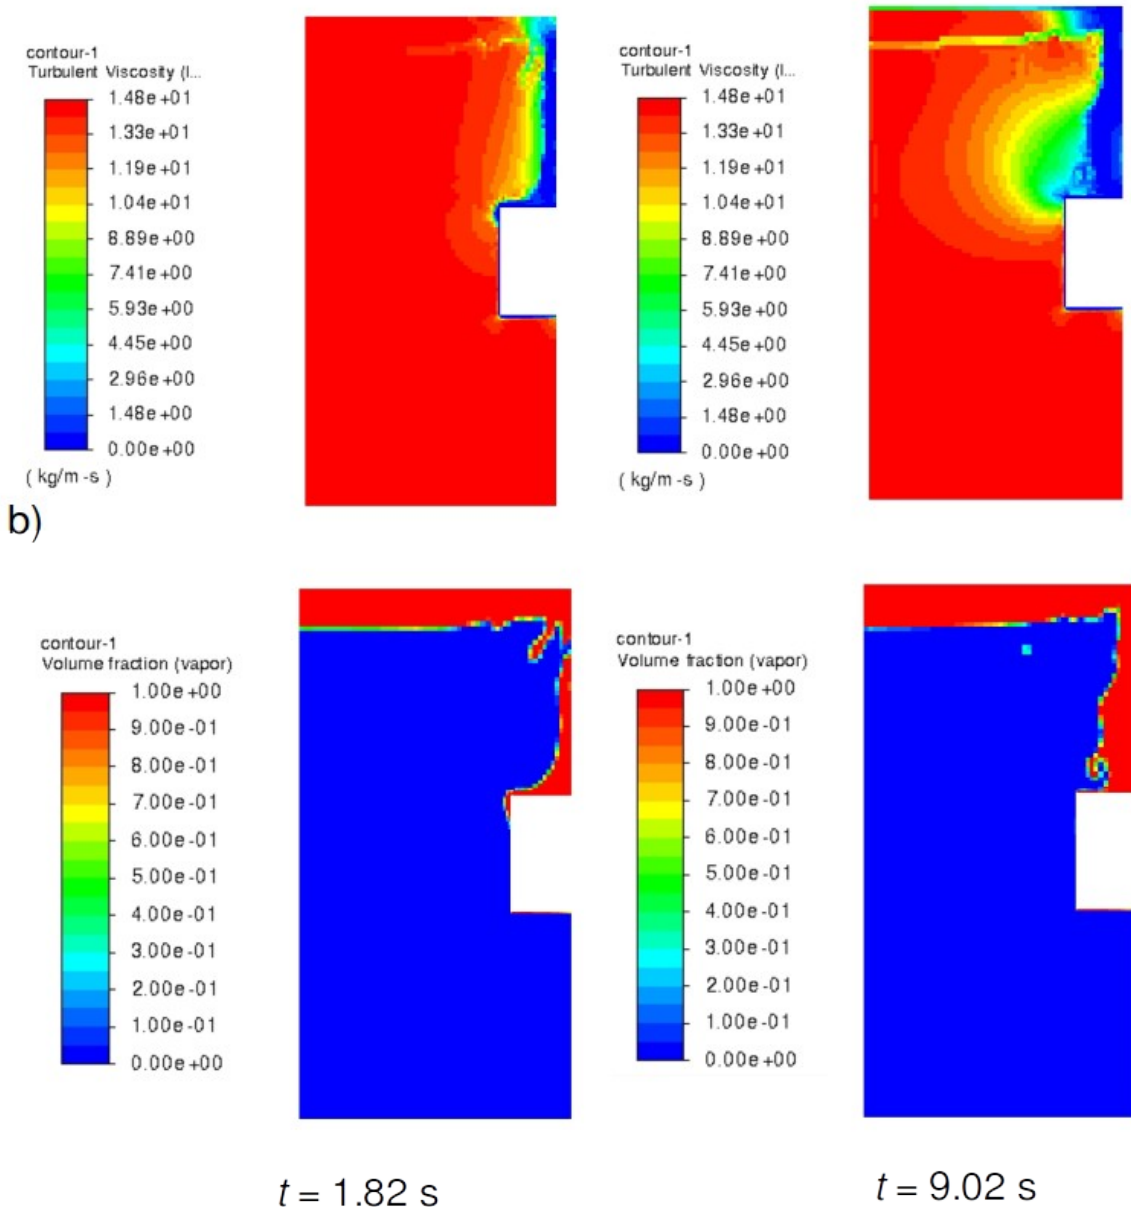 contour-1
Turbulent Viscosity (l...
1.48e +01
1.33e +01
1.19e +01
1.04e +01
8.89e +00
7.41e +00
5.93e +00
4.45e +00
2.96e +00
1.48e +00
0.00e +00
( kg/m -s )
contour-1
Turbulent Viscosity (l...
1.48e +01
1.33e +01
1.19e +01
1.04e +01
8.89e +00
7.41e +00
5.93e +00
4.45e +00
2.96e +00
1.48e +00
0.00e +00
( kg/m -s )
b)
contour-1
Volume fraction (vapor)
1.00e +00
9.00e -01
8.00e -01
7.00e -01
6.00e -01
5.00e -01
4.00e -01
3.00e -01
2.00e -01
1.00e -01
0.00e +00
contour-1
Volume fraction (vapor)
1.00e +00
9.00e -01
8.00e -01
7.00e -01
6.00e -01
5.00e -01
4.00e -01
3.00e -01
2.00e -01
1.00e -01
0.00e +00
t = 1.82 s
t = 9.02 s